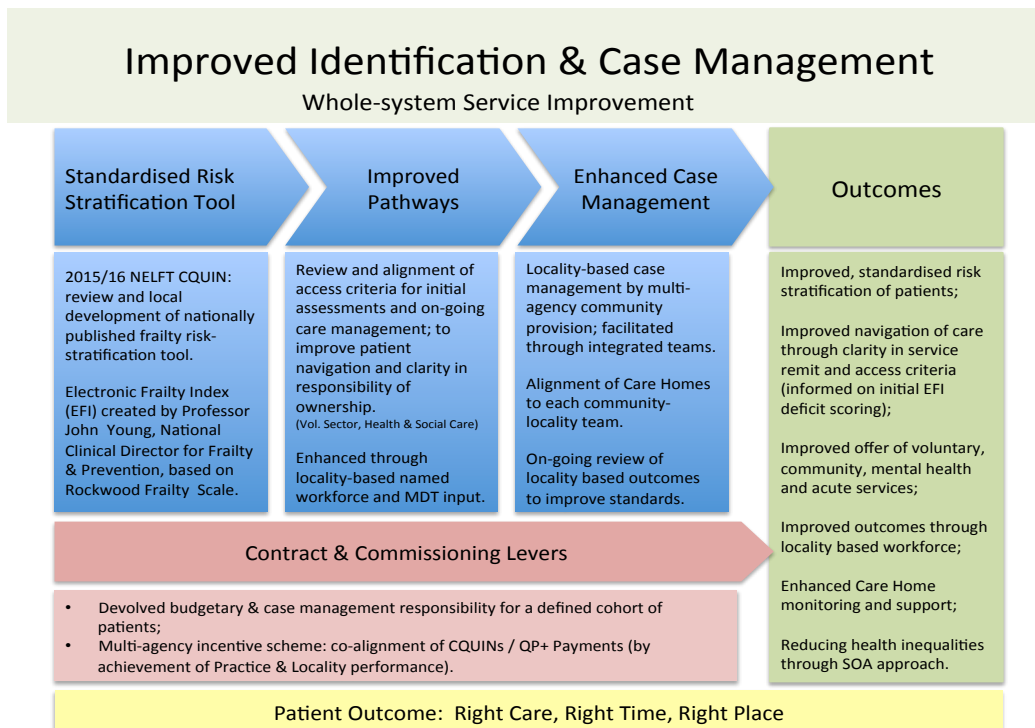 Improved Identification & Case Management
Whole-system Service Improvement
Standardised Risk
Stratification Tool
Improved
Pathways
Enhanced Case
Management
Outcomes
2015/16 NELFT CQUIN:
review and local
development of nationally
published frailty risk-
stratification tool.
Electronic Frailty Index
(EFI) created by Professor
John Young, National
Clinical Director for Frailty
& Prevention, based on
Rockwood Frailty Scale.
Review and alignment of
access criteria for initial
assessments and on-going
care management; to
improve patient
navigation and clarity in
responsibility of
ownership.
(Vol. Sector, Health & Social Care)
Enhanced through
locality-based named
workforce and MDT input.
Locality-based case
management by multi-
agency community
provision; facilitated
through integrated teams.
Alignment of Care Homes
to each community-
locality team.
On-going review of
locality based outcomes
to improve standards.
Improved, standardised risk
stratification of patients;
Improved navigation of care
through clarity in service
remit and access criteria
(informed on initial EFI
deficit scoring);
Improved offer of voluntary,
community, mental health
and acute services;
Improved outcomes through
locality based workforce;
Enhanced Care Home
monitoring and support;
Reducing health inequalities
through SOA approach.
Contract & Commissioning Levers
• Devolved budgetary & case management responsibility for a defined cohort of
patients;
• Multi-agency incentive scheme: co-alignment of CQUINs / QP+ Payments (by
achievement of Practice & Locality performance).
Patient Outcome: Right Care, Right Time, Right Place